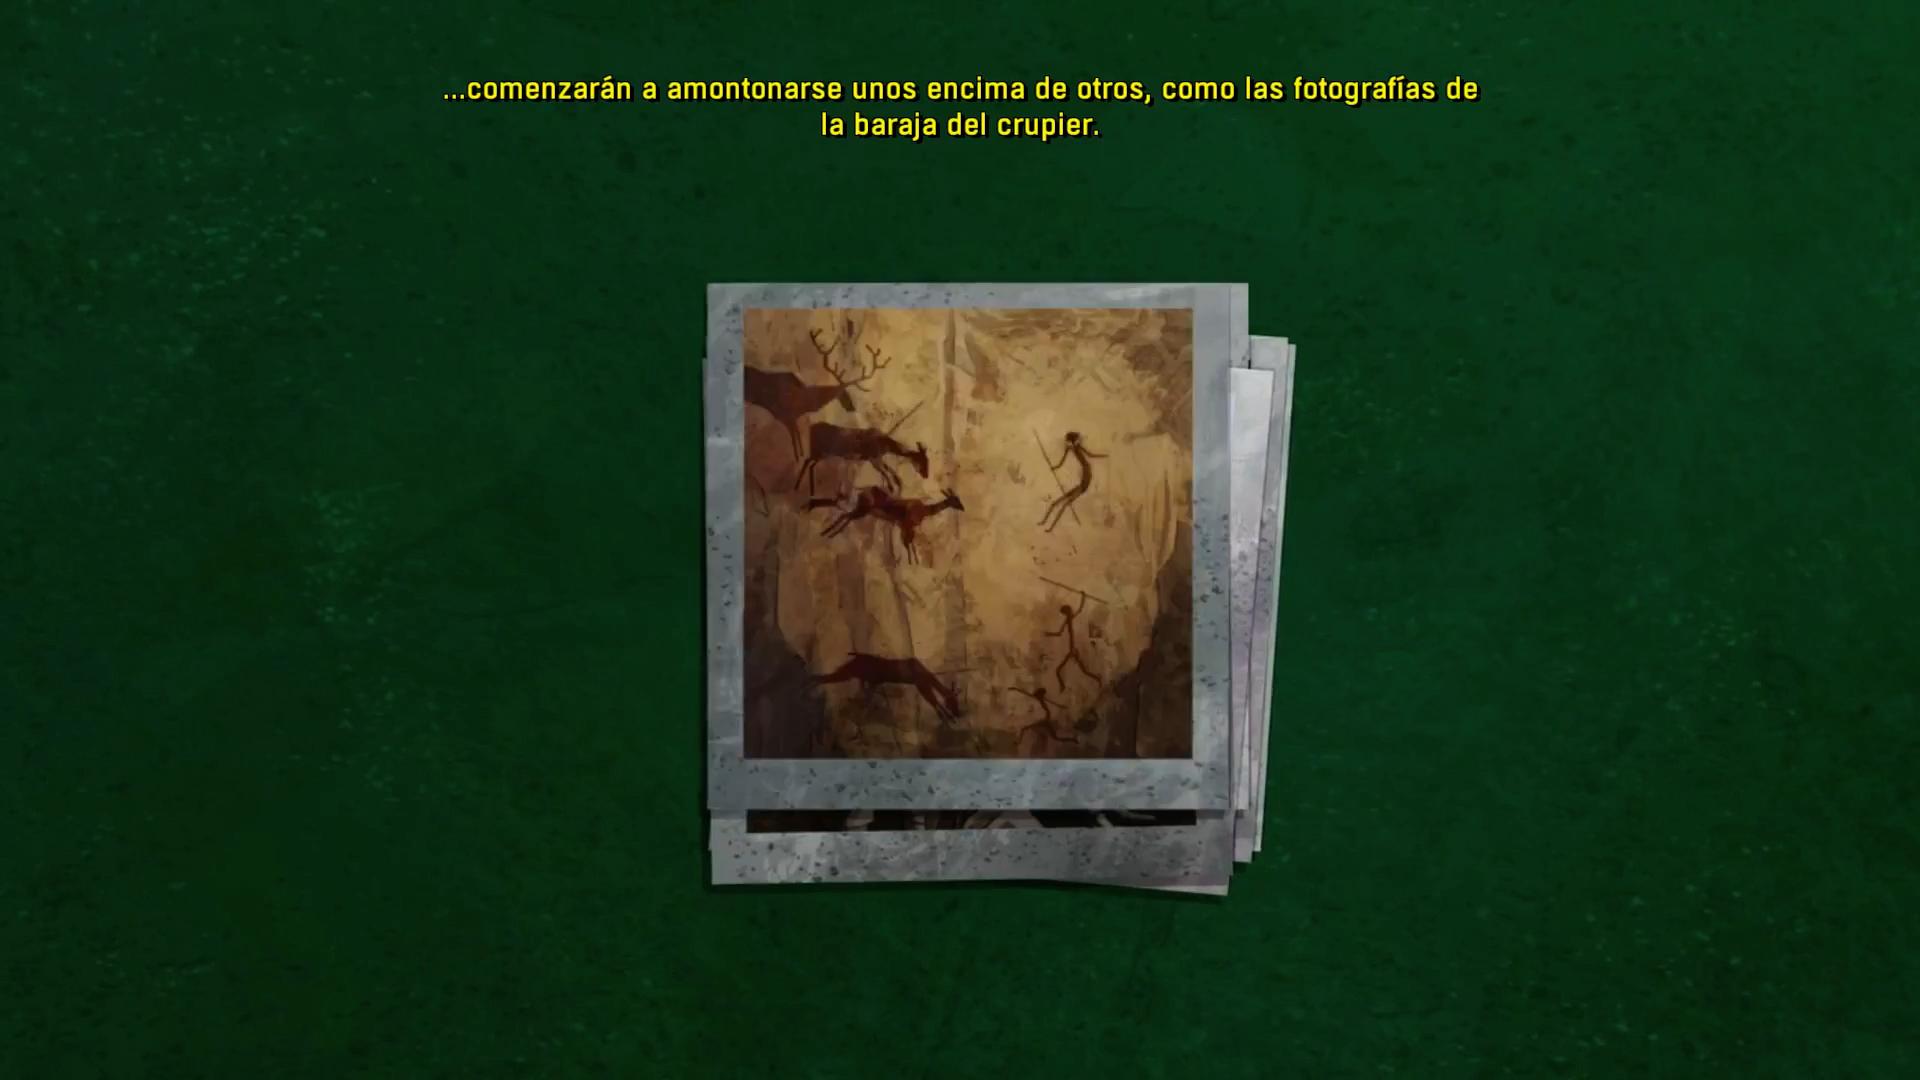 ...comenzarán a amontonarse unos encima de otros, como las fotografías de
la baraja del crupier.